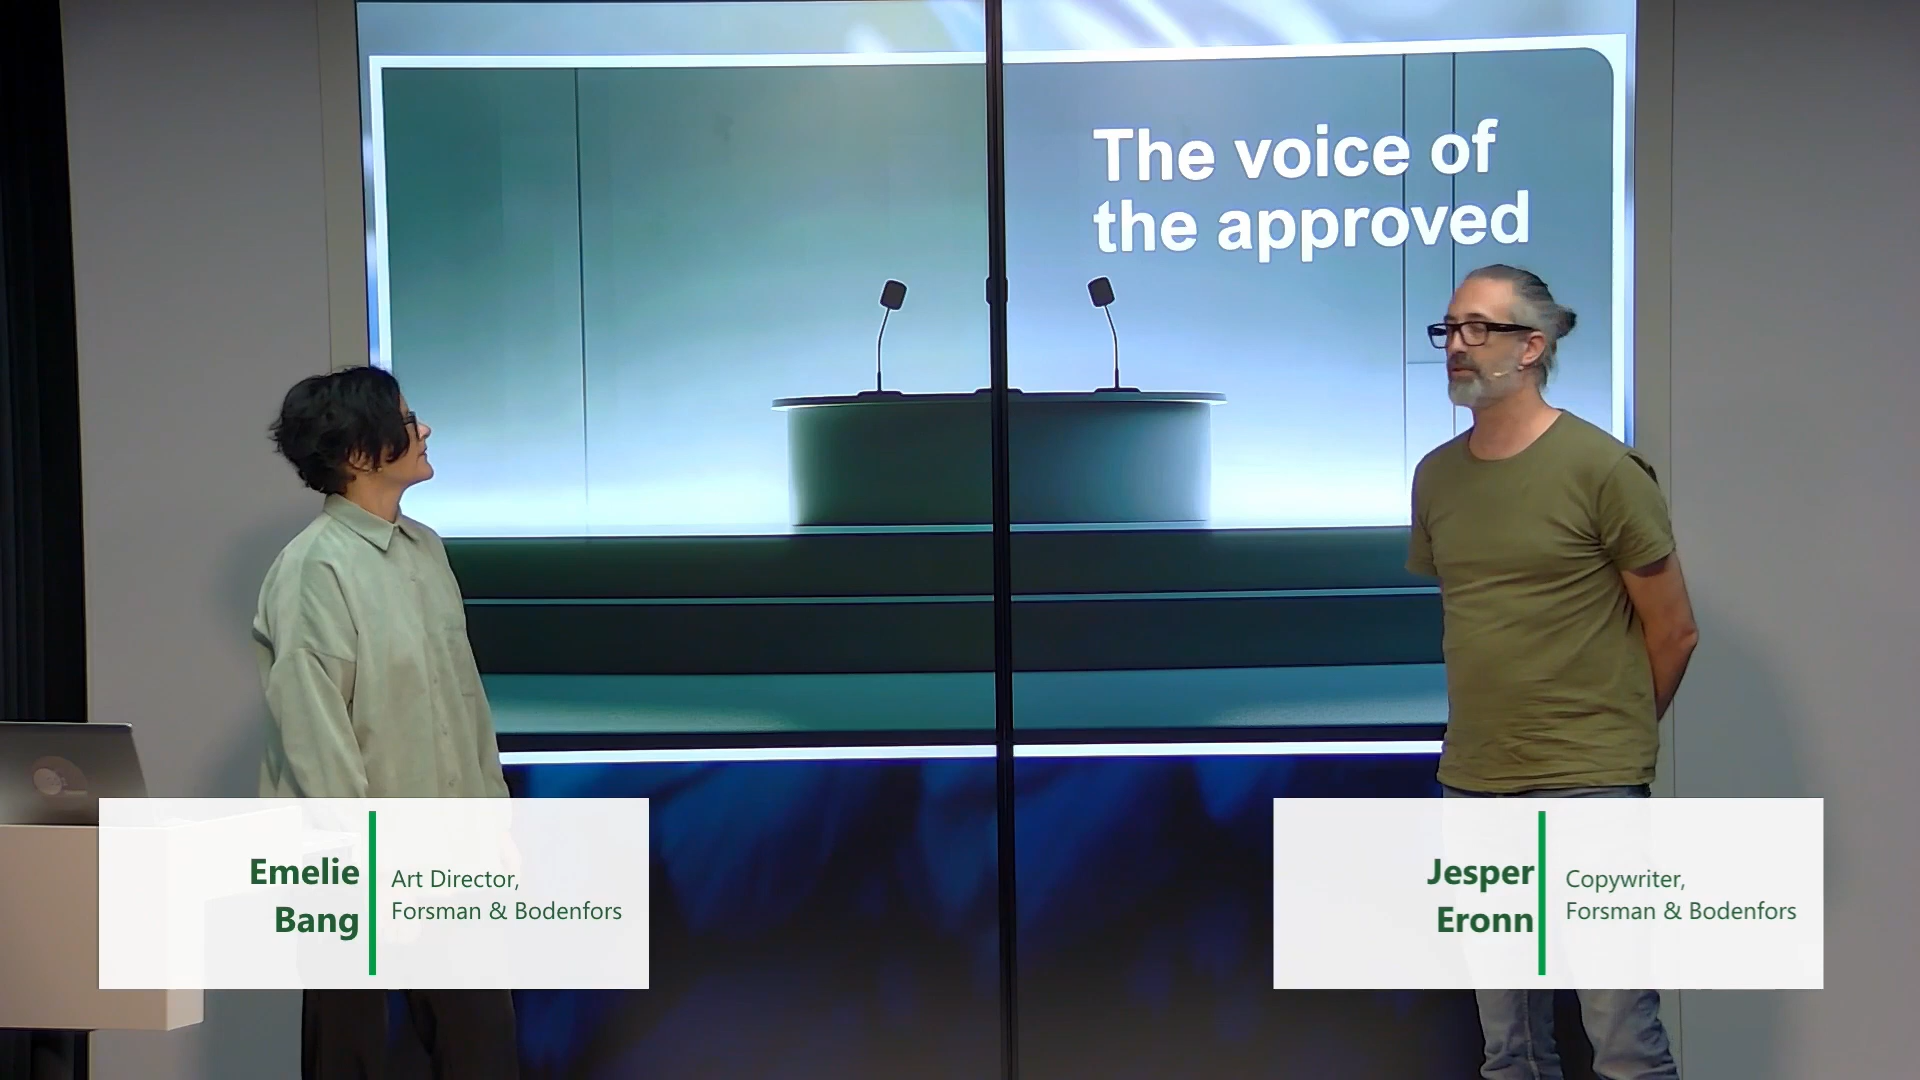 The voice of
the approved
Emelie
Bang
Art Director,
Forsman & Bodenfors
Jesper
Eronn
Copywriter,
Forsman & Bodenfors